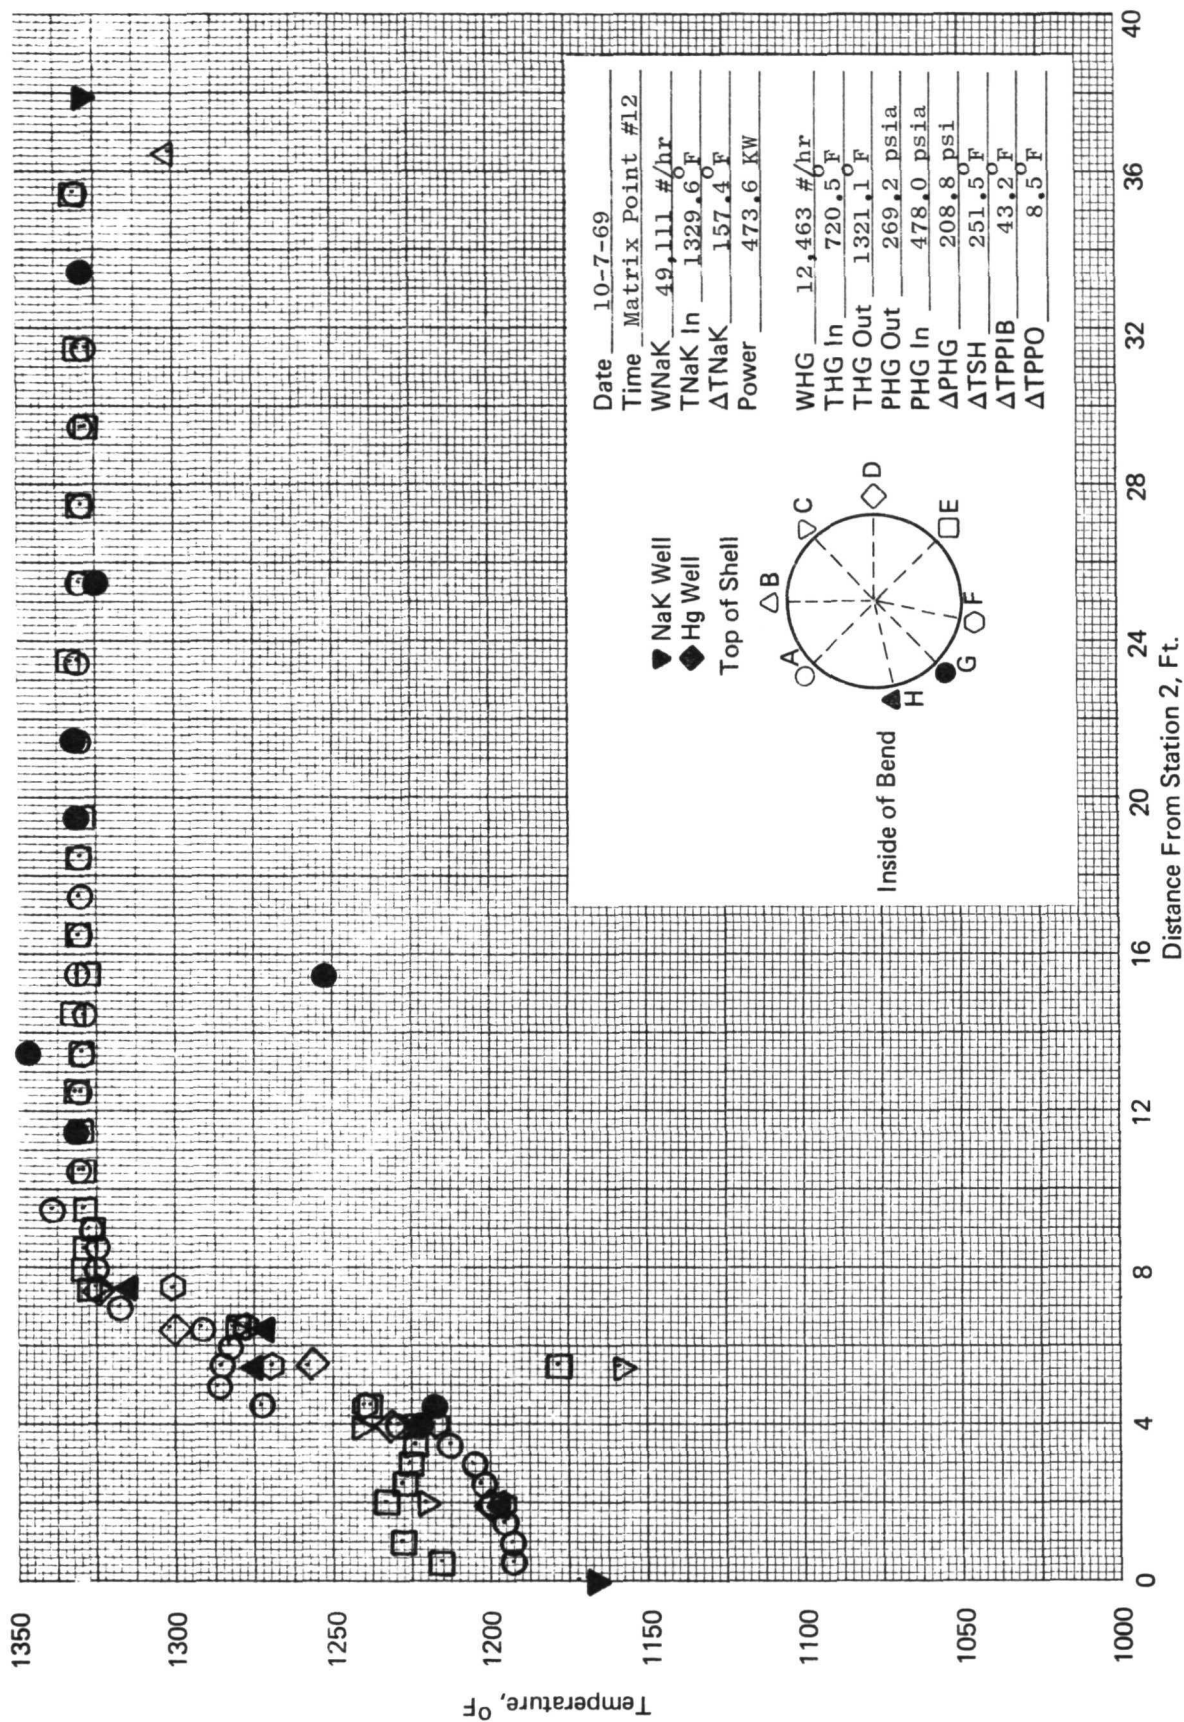 Temperature, °F
1350
1300
1250
1200
1150
1100
1050
1000
0
4
8
12
16
20
24
28
32
36
40
Distance From Station 2, Ft.
NaK Well
Hg Well
Top of Shell
Inside of Bend
A
B
C
D
E
F
G
H
Date 10-7-69
Time Matrix Point #12
WNaK 49,111 #/hr
TNaK In 1329.6°F
ΔTNaK 157.4°F
Power 473.6 KW
WHG 12,463 #/hr
THG In 720.5°F
THG Out 1321.1°F
PHG Out 269.2 psia
PHG In 478.0 psia
ΔPHG 208.8 psi
ΔTSH 251.5°F
ΔTPPIB 43.2°F
ΔTPPO 8.5°F